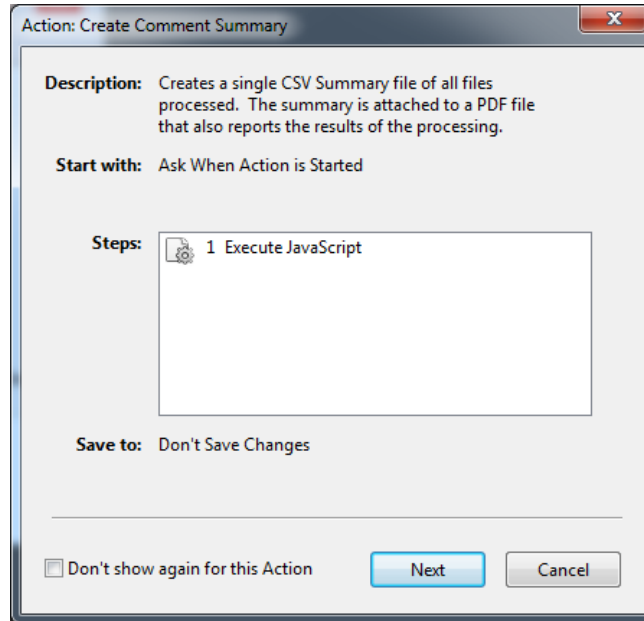 Action: Create Comment Summary
Description: Creates a single CSV Summary file of all files
processed.  The summary is attached to a PDF file
that also reports the results of the processing.
Start with: Ask When Action is Started
Steps: 1 Execute JavaScript
Save to: Don't Save Changes
Don't show again for this Action Next Cancel